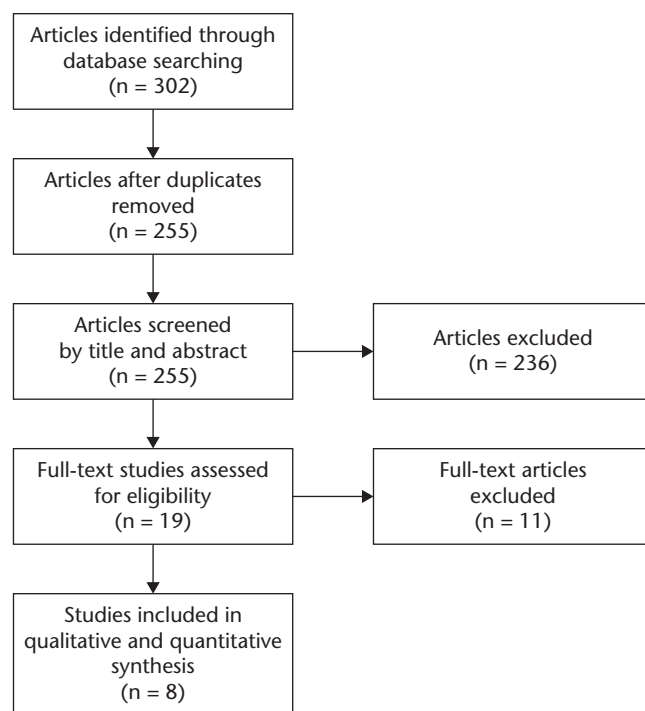 Articles identified through
database searching
(n = 302)
Articles after duplicates
removed
(n = 255)
Articles screened
by title and abstract
(n = 255)
Articles excluded
(n = 236)
Full-text studies assessed
for eligibility
(n = 19)
Full-text articles
excluded
(n = 11)
Studies included in
qualitative and quantitative
synthesis
(n = 8)